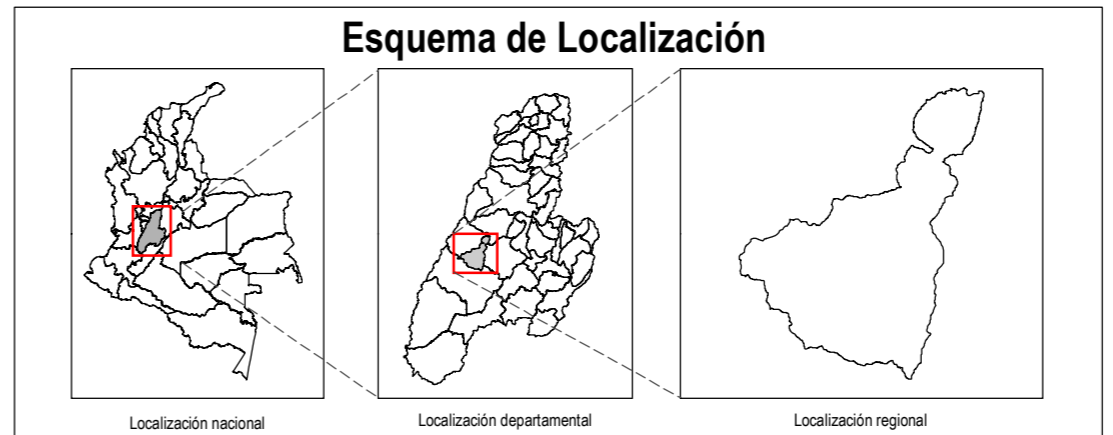 Esquema de Localización
Localización nacional
Localización departamental
Localización regional